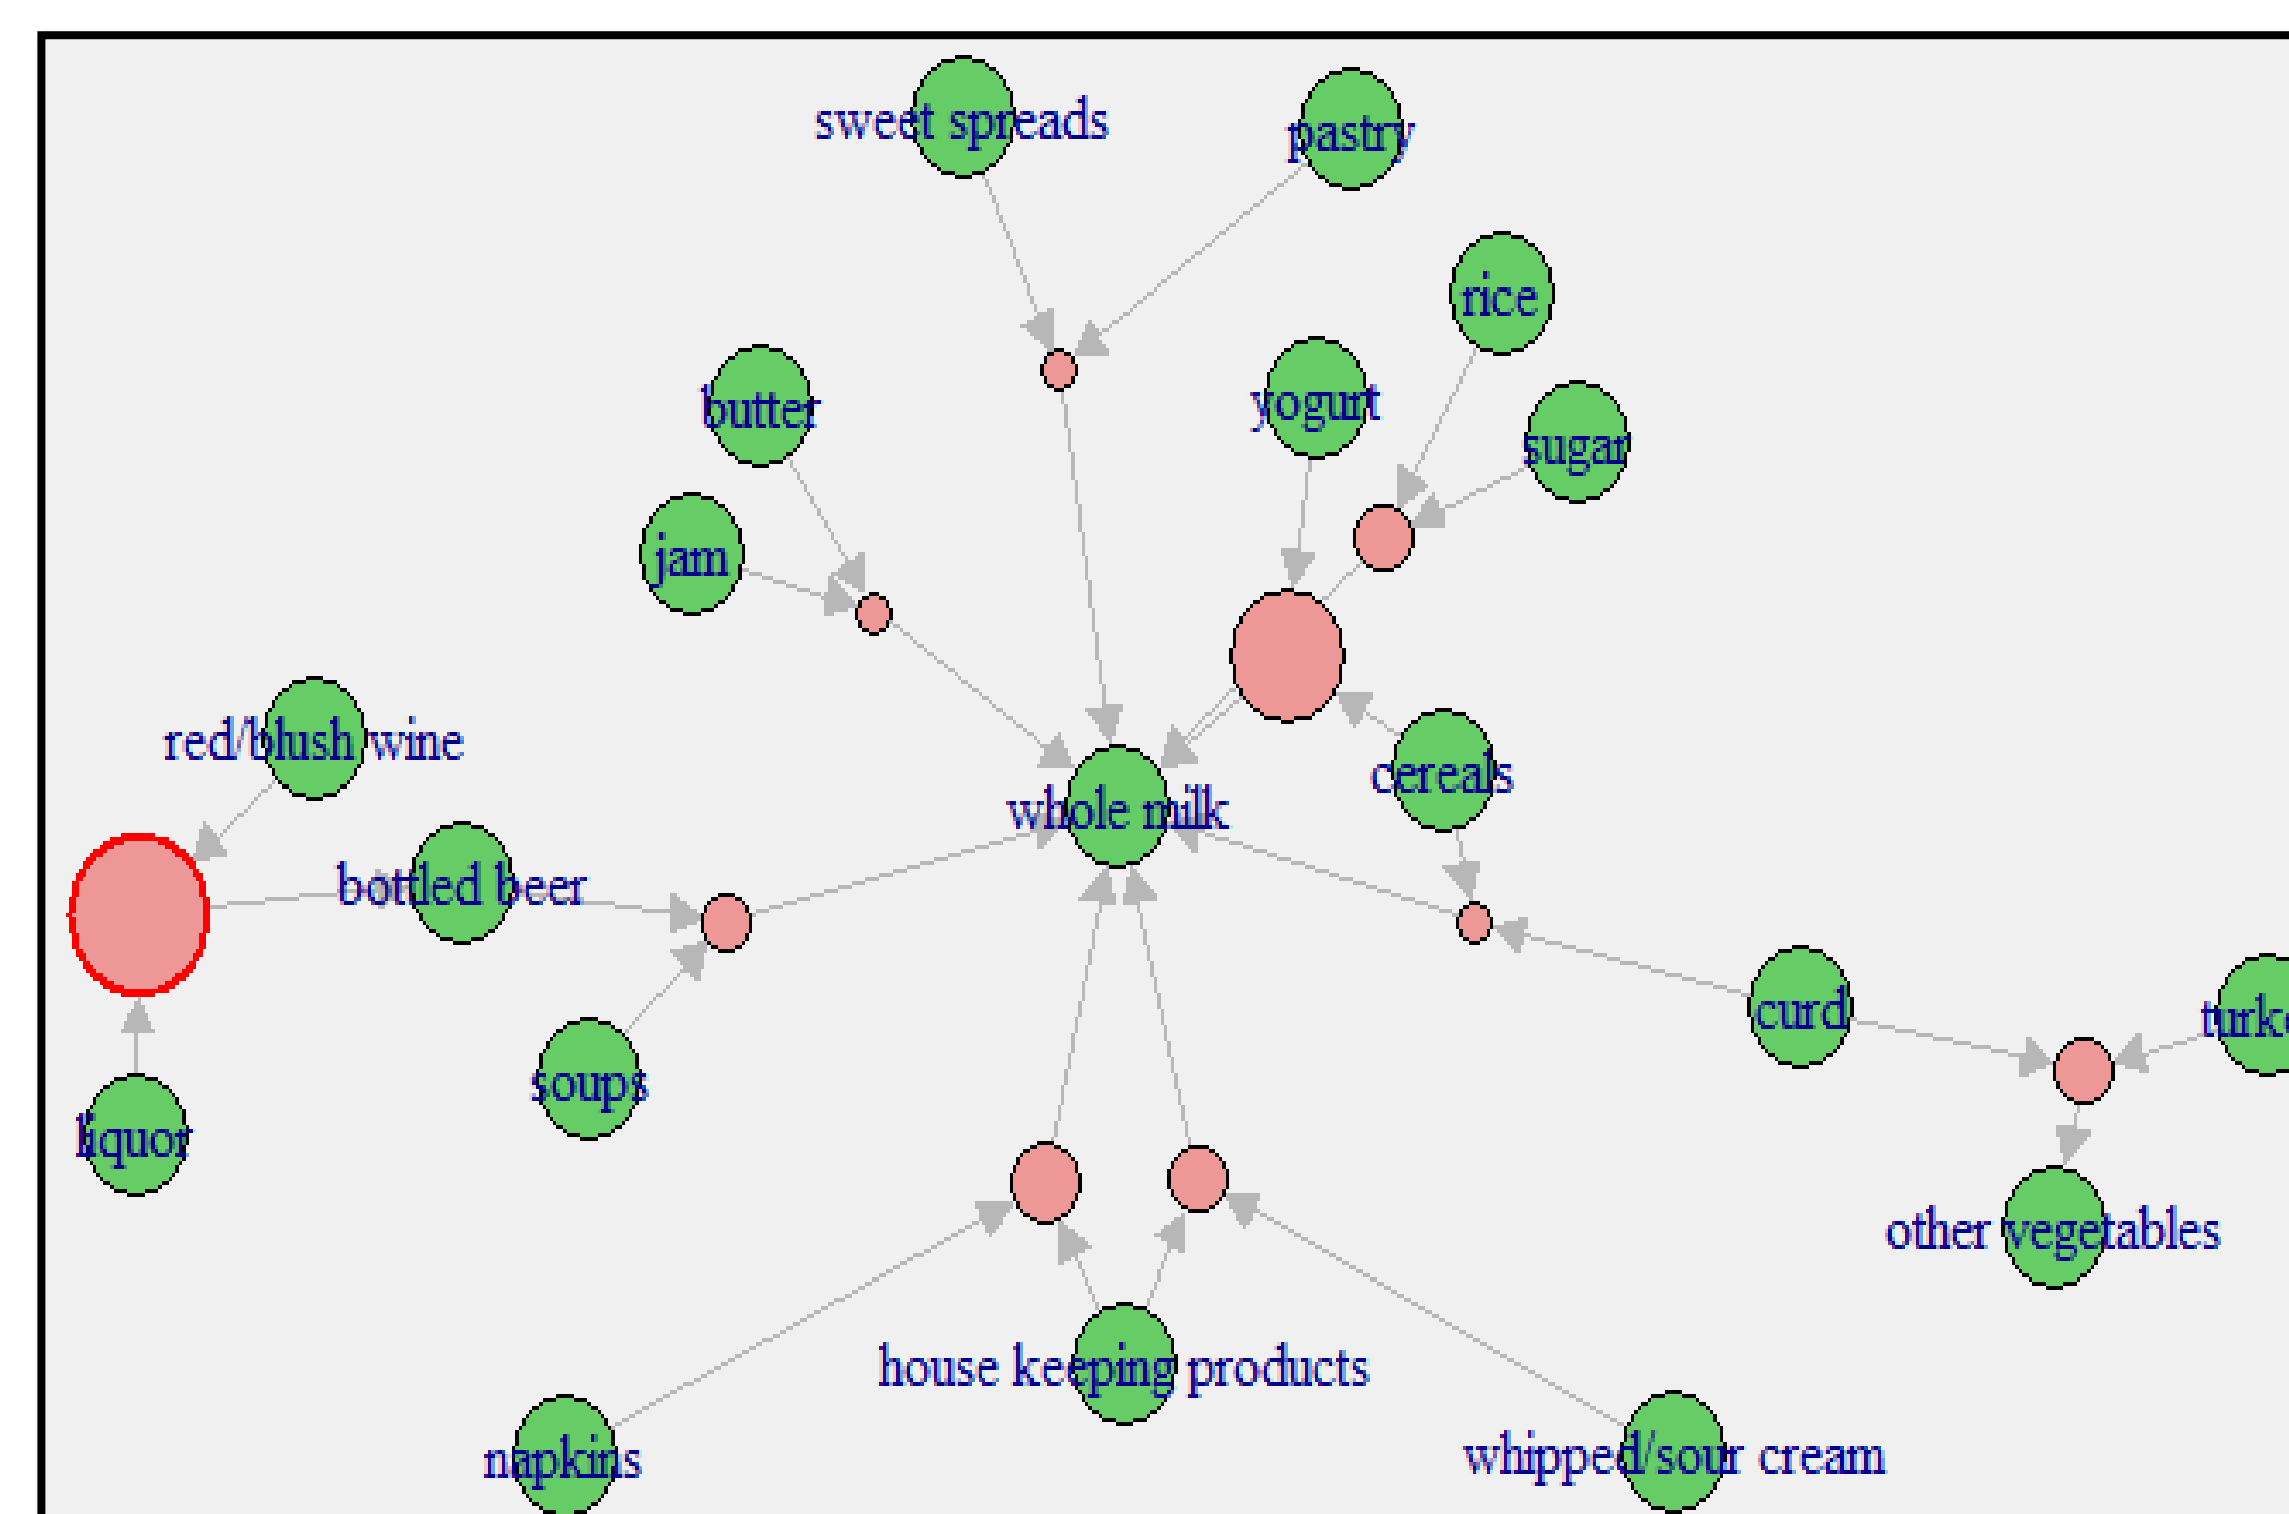 sweet spreads
pastry
rice
butter
yogurt
sugar
jam
red/blush wine
cereals
whole milk
bottled beer
curd
soups
liquor
other vegetables
house keeping products
napkins
whipped/sour cream